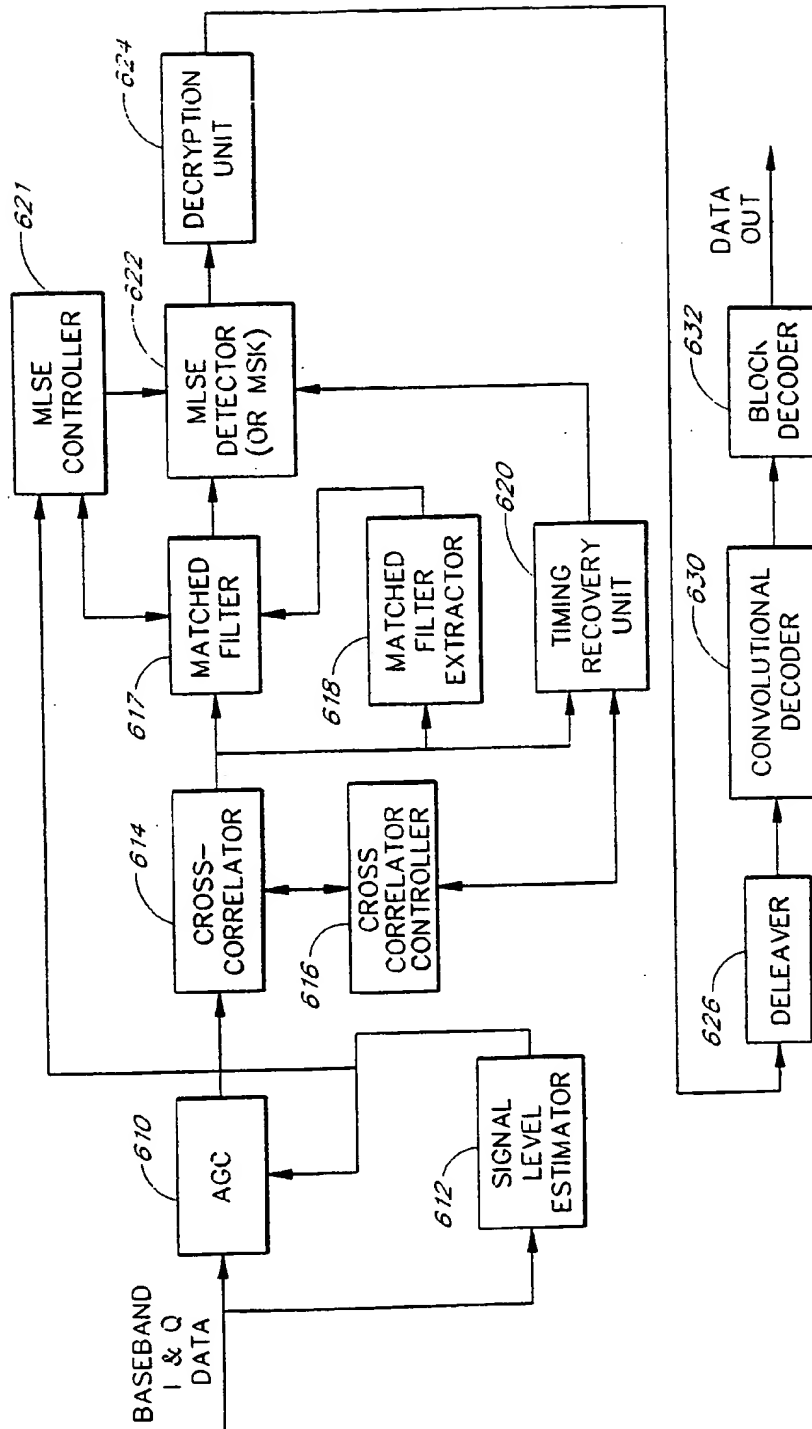 BASEBAND
I & Q
DATA
610
AGC
612
SIGNAL
LEVEL
ESTIMATOR
614
CROSS-
CORRELATOR
616
CROSS
CORRELATOR
CONTROLLER
617
MATCHED
FILTER
618
MATCHED
FILTER
EXTRACTOR
620
TIMING
RECOVERY
UNIT
621
MLSE
CONTROLLER
622
MLSE
DETECTOR
(OR MSK)
624
DECRYPTION
UNIT
626
DELEAVER
630
CONVOLUTIONAL
DECODER
632
BLOCK
DECODER
DATA
OUT